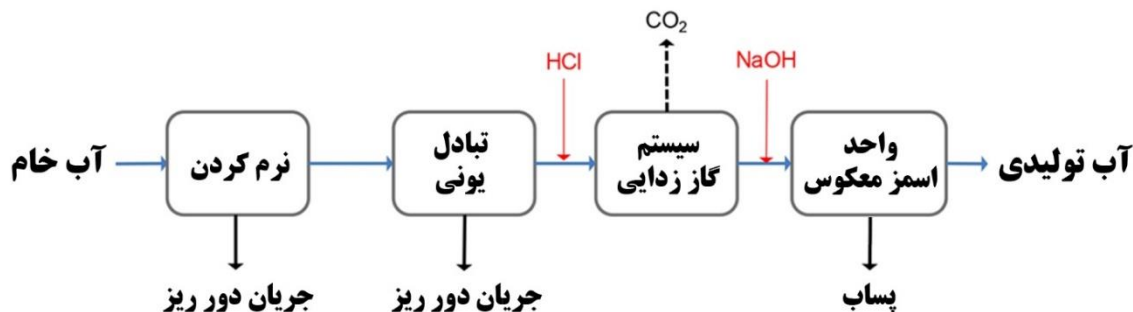 CO₂
HCl
NaOH
آب خام
نرم کردن
تبادل
یونی
سیستم
گاز زدایی
واحد
اسمز معکوس
آب تولیدی
جریان دور ریز
جریان دور ریز
پساب